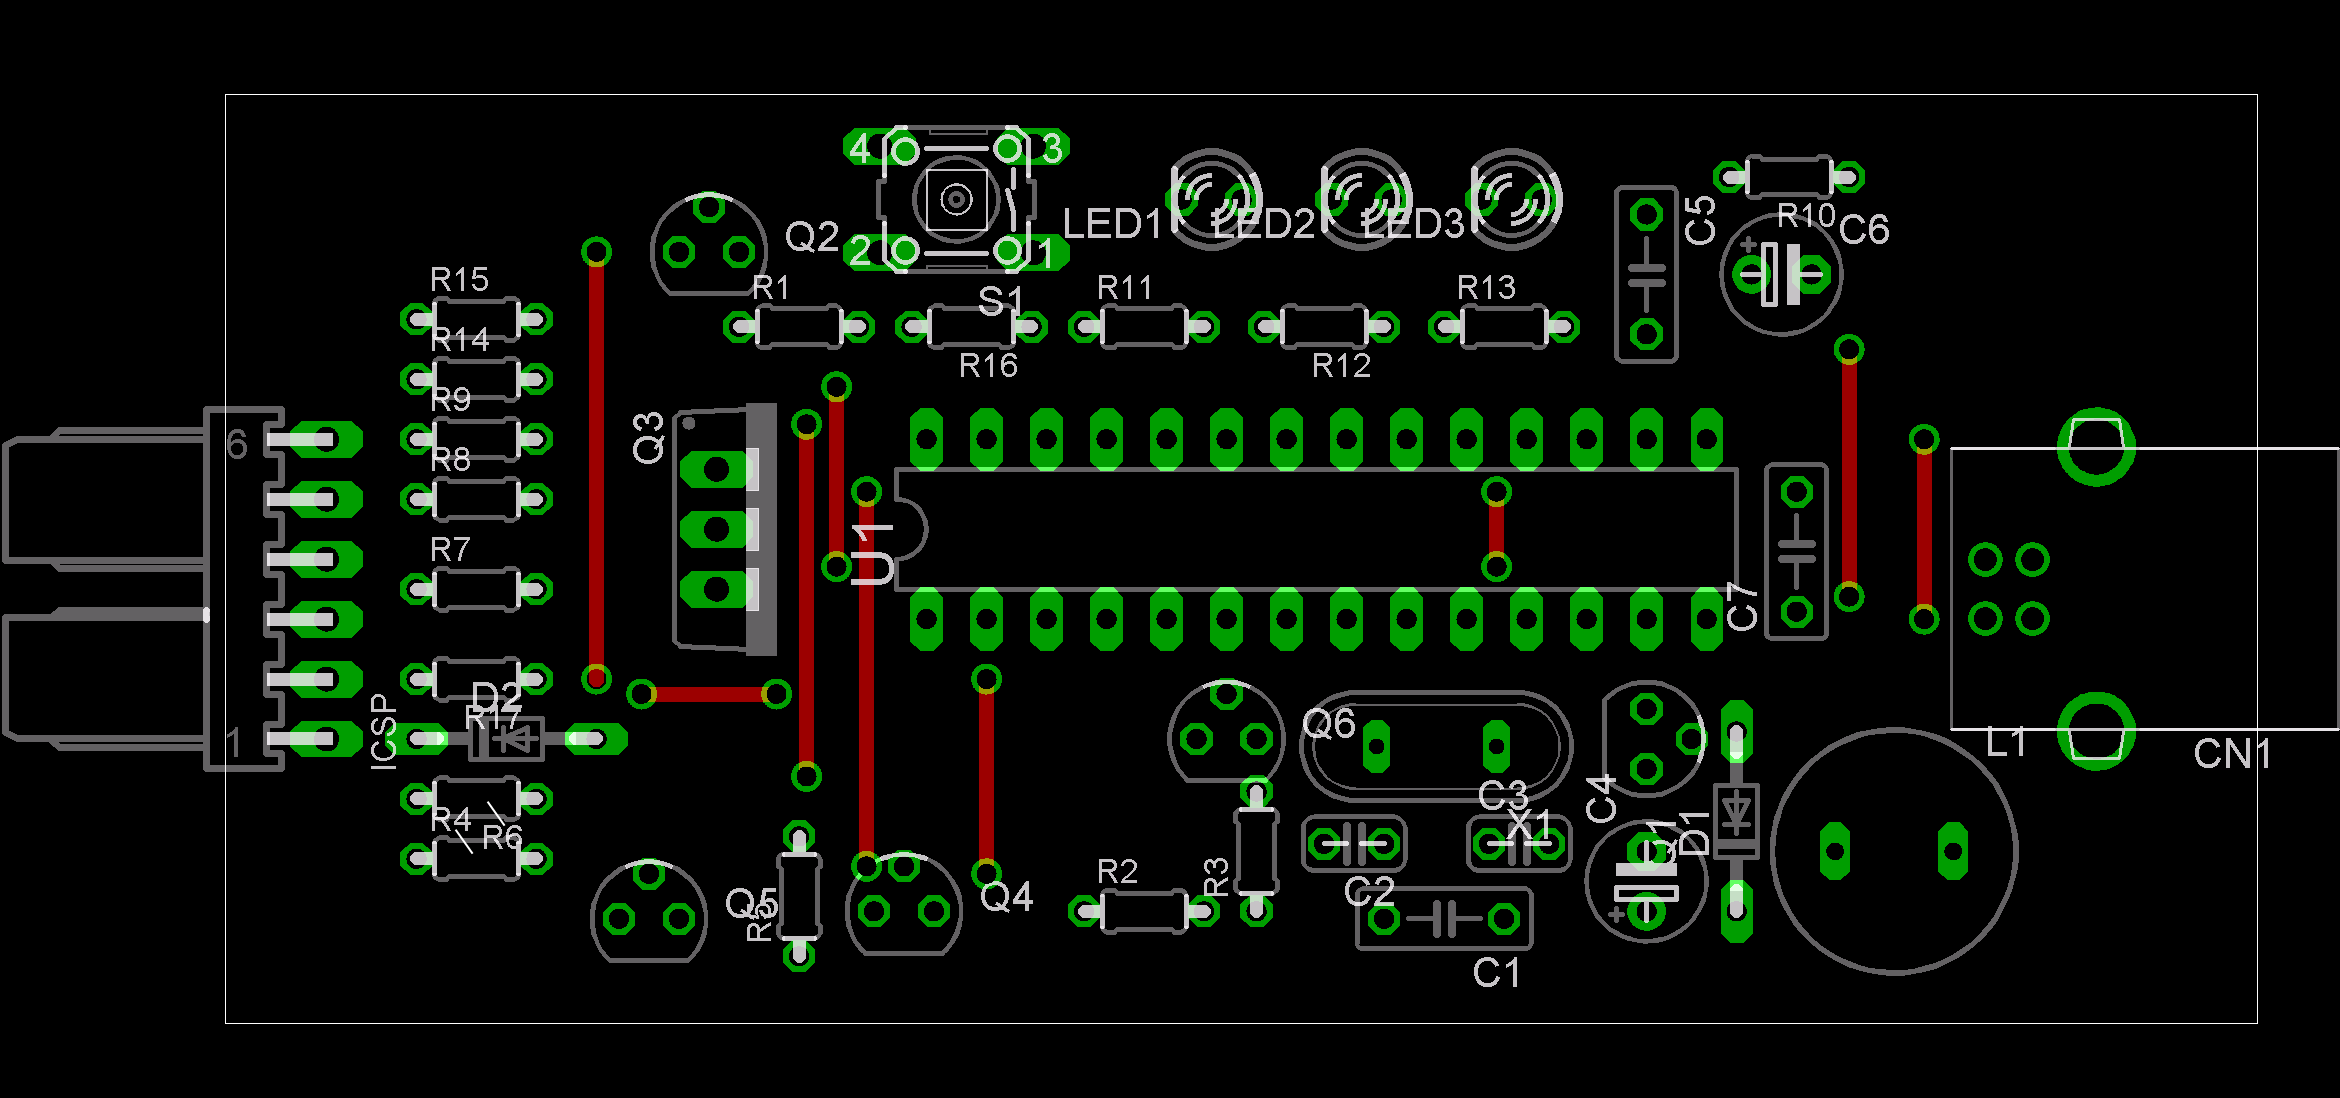 4
3
2
1
Q2
S1
LED1
LED2
LED3
C5
R10
C6
R15
R14
R9
R8
R7
R1
R16
R11
R12
R13
6
1
ICSP
Q3
U1
C7
D2
R17
R4
R6
Q5
R5
Q4
R2
R3
Q6
C3
X1
C2
C1
C4
Q1
D1
L1
CN1
+
+